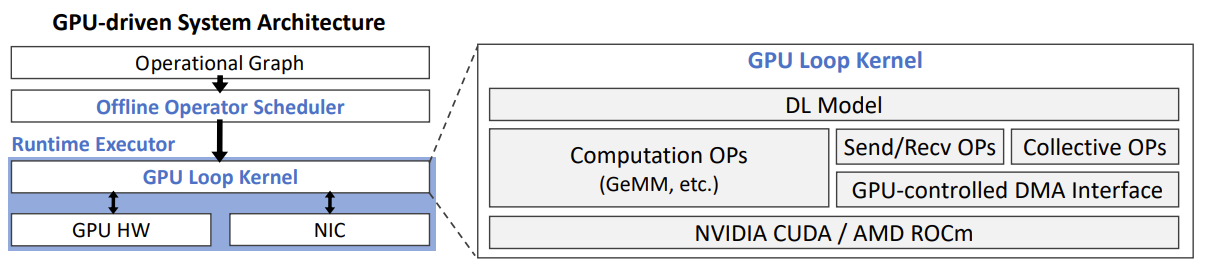 GPU-driven System Architecture
Operational Graph
Offline Operator Scheduler
Runtime Executor
GPU Loop Kernel
GPU HW
NIC
GPU Loop Kernel
DL Model
Computation OPs
(GeMM, etc.)
Send/Recv OPs
Collective OPs
GPU-controlled DMA Interface
NVIDIA CUDA / AMD ROCm